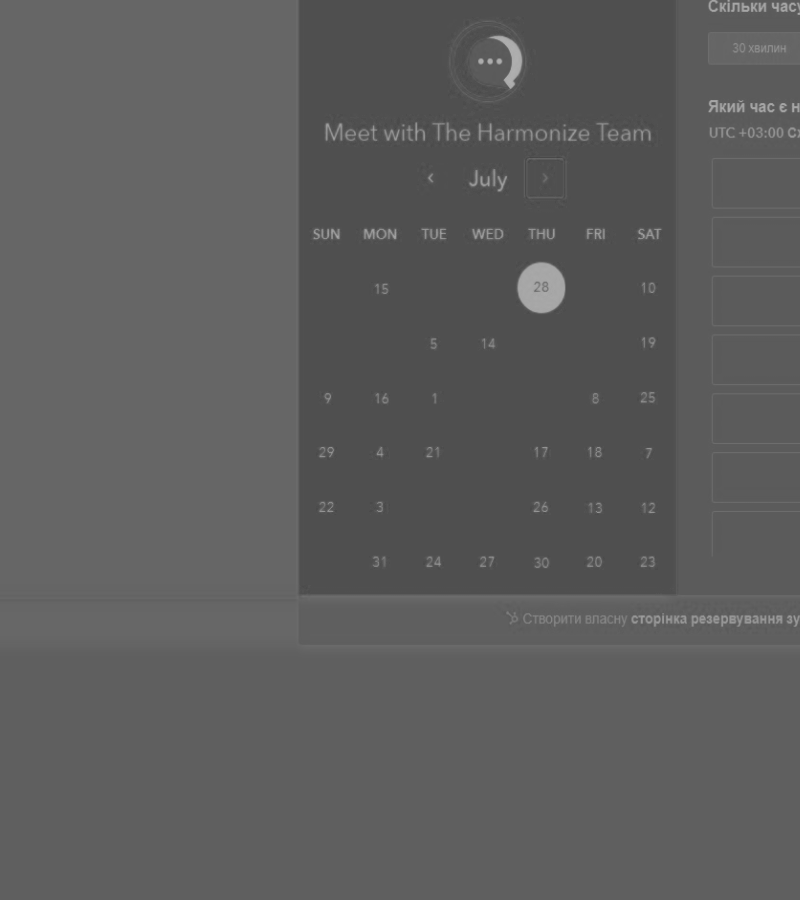 Скільки часу
30 хвилин
Meet with The Harmonize Team
Який час є н
UTC +03:00 Сх
‹ July ›
SUN MON TUE WED THU FRI SAT
15 28 10
5 14 19
9 16 1 8 25
29 4 21 17 18 7
22 3 26 13 12
31 24 27 30 20 23
Створити власну сторінка резервування зу